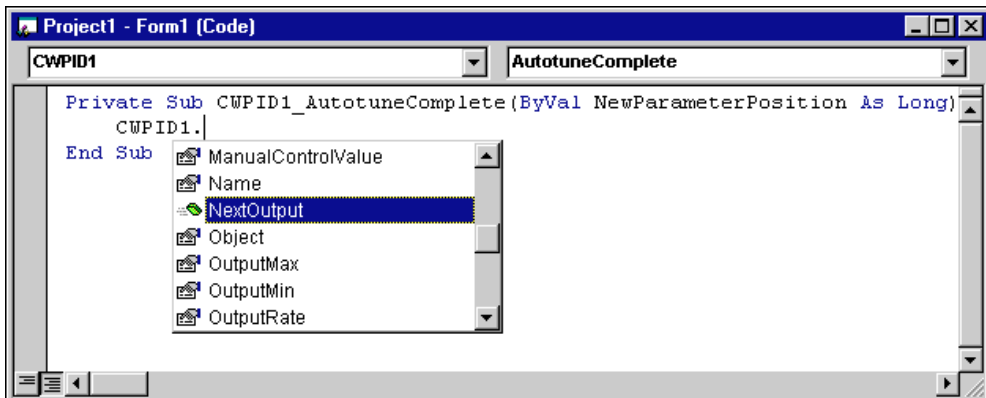 Project1 - Form1 (Code)
CWPID1
AutotuneComplete
Private Sub CWPID1_AutotuneComplete(ByVal NewParameterPosition As Long)
CWPID1.
End Sub
ManualControlValue
Name
NextOutput
Object
OutputMax
OutputMin
OutputRate